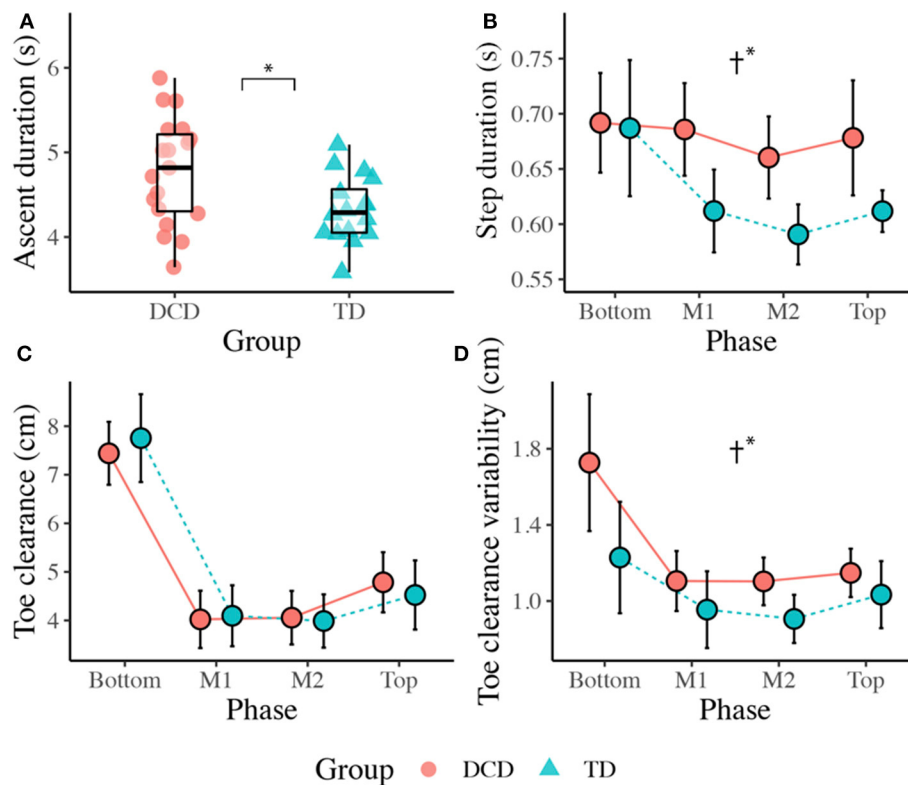 A
Ascent duration (s)
6
5
4
*
DCD
TD
Group
B
Step duration (s)
0.75
0.70
0.65
0.60
0.55
†*
Bottom
M1
M2
Top
Phase
C
Toe clearance (cm)
8
7
6
5
4
Bottom
M1
M2
Top
Phase
D
Toe clearance variability (cm)
1.8
1.4
1.0
†*
Bottom
M1
M2
Top
Phase
Group DCD TD